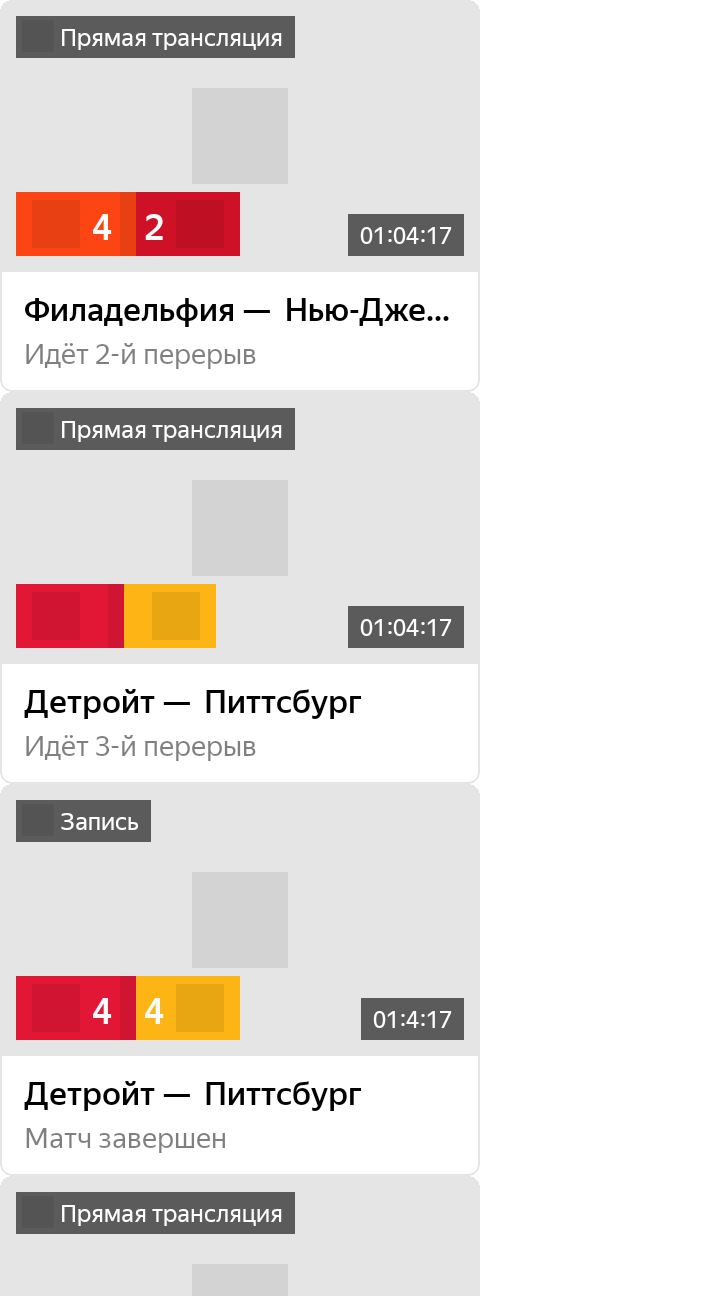 Прямая трансляция
4 2
01:04:17
Филадельфия — Нью-Дже...
Идёт 2-й перерыв
Прямая трансляция
01:04:17
Детройт — Питтсбург
Идёт 3-й перерыв
Запись
4 4
01:4:17
Детройт — Питтсбург
Матч завершен
Прямая трансляция